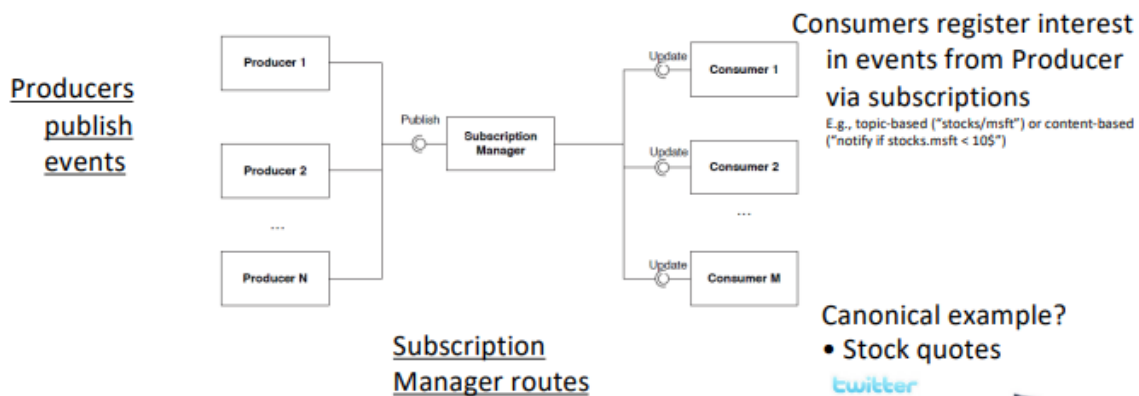 Producers
publish
events
Producer 1
Producer 2
...
Producer N
Publish
Subscription
Manager
Update
Consumer 1
Update
Consumer 2
...
Update
Consumer M
Consumers register interest
in events from Producer
via subscriptions
E.g., topic-based ("stocks/msft") or content-based
("notify if stocks.msft < 10$")
Subscription
Manager routes
Canonical example?
• Stock quotes
twitter